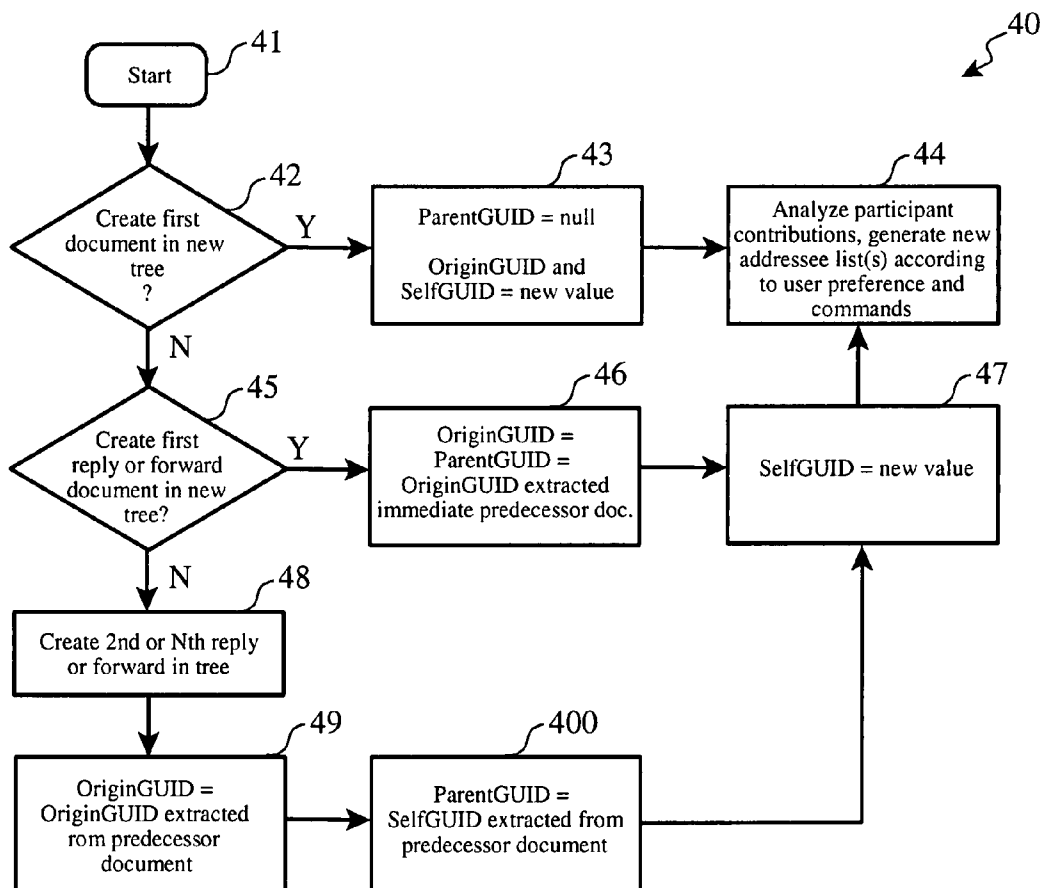 40
41
Start
42
Create first
document in new
tree
?
Y
N
43
ParentGUID = null
OriginGUID and
SelfGUID = new value
44
Analyze participant
contributions, generate new
addressee list(s) according
to user preference and
commands
45
Create first
reply or forward
document in new
tree?
Y
N
46
OriginGUID =
ParentGUID =
OriginGUID extracted
immediate predecessor doc.
47
SelfGUID = new value
48
Create 2nd or Nth reply
or forward in tree
49
OriginGUID =
OriginGUID extracted
rom predecessor
document
400
ParentGUID =
SelfGUID extracted from
predecessor document